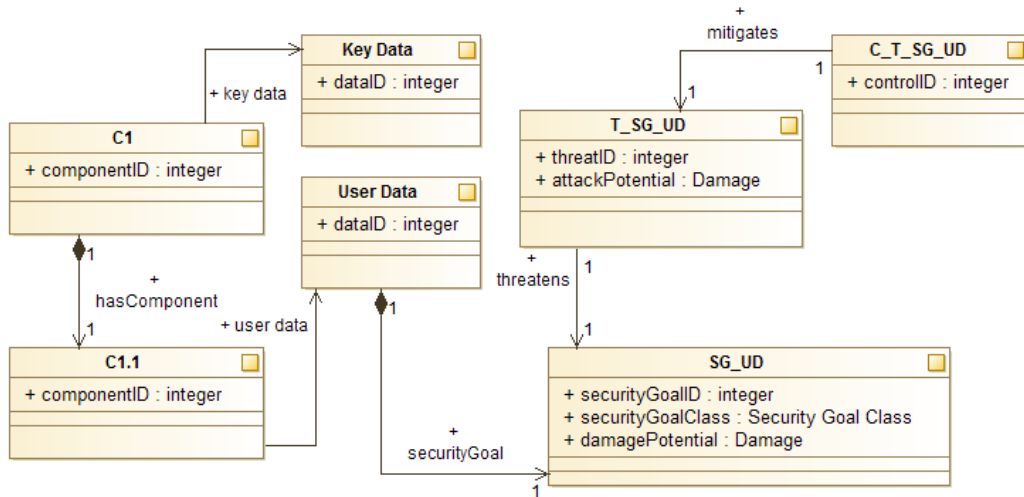 Key Data
+ dataID : integer
+ key data
C1
+ componentID : integer
1
+
hasComponent
1
C1.1
+ componentID : integer
+ user data
User Data
+ dataID : integer
1
+
securityGoal
1
+
mitigates
1
1
C_T_SG_UD
+ controlID : integer
T_SG_UD
+ threatID : integer
+ attackPotential : Damage
+
threatens
1
1
SG_UD
+ securityGoalID : integer
+ securityGoalClass : Security Goal Class
+ damagePotential : Damage